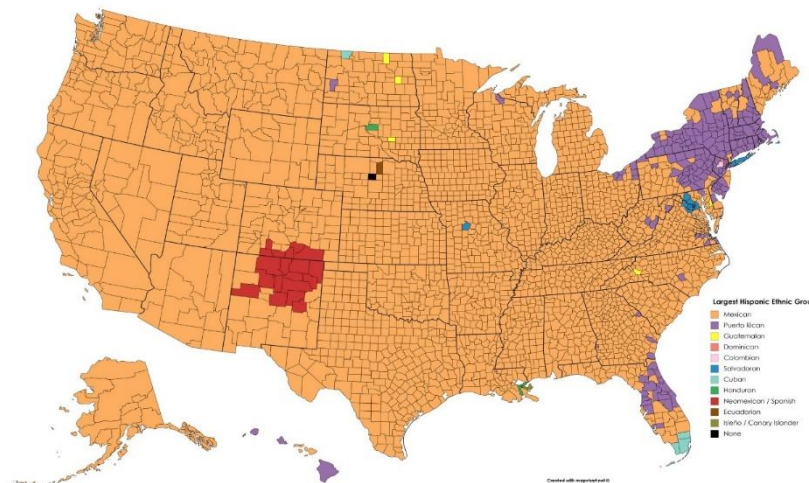 Largest Hispanic Ethnic Grou
Mexican
Puerto Rican
Guatemalan
Dominican
Colombian
Salvadoran
Cuban
Honduran
Neomexican / Spanish
Ecuadorian
Isleño / Canary Islander
None
Created with mapchart.net ©